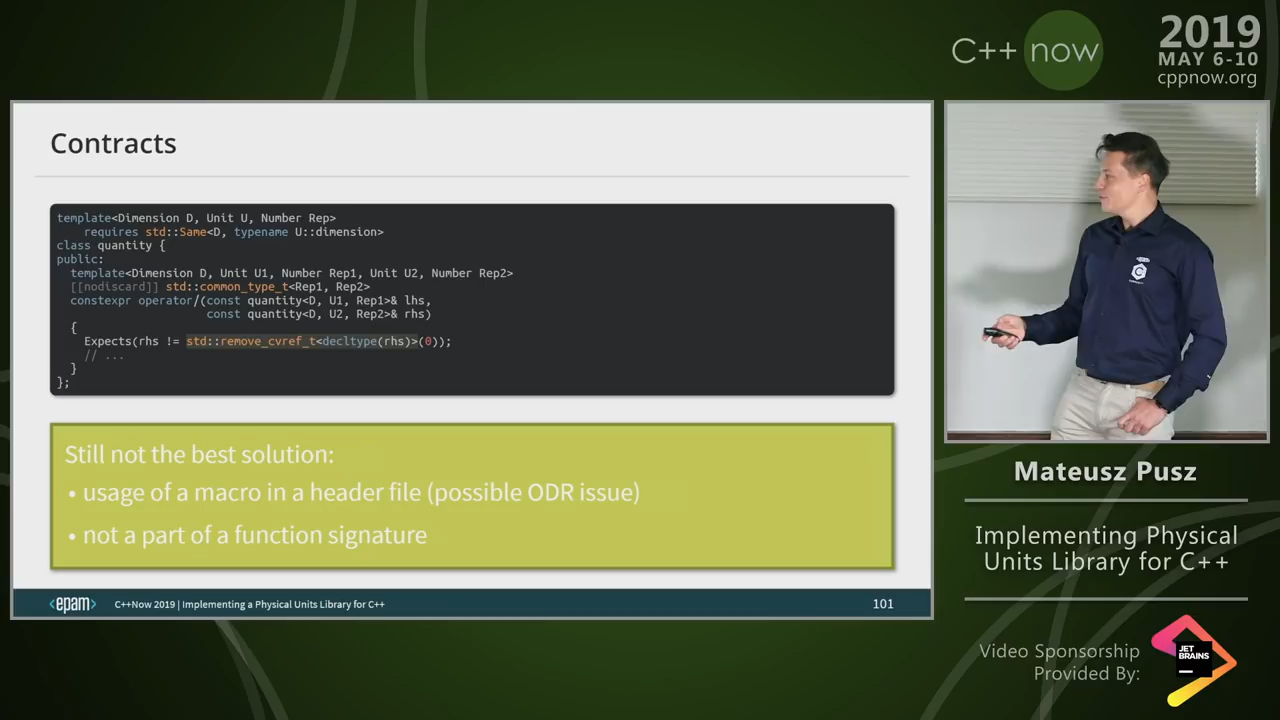 C++ now
2019
MAY 6-10
cppnow.org
Contracts
template<Dimension D, Unit U, Number Rep>
    requires std::Same<D, typename U::dimension>
class quantity {
public:
  template<Dimension D, Unit U1, Number Rep1, Unit U2, Number Rep2>
  [[nodiscard]] std::common_type_t<Rep1, Rep2>
  constexpr operator/(const quantity<D, U1, Rep1>& lhs,
                      const quantity<D, U2, Rep2>& rhs)
  {
    Expects(rhs != std::remove_cvref_t<decltype(rhs)>(0));
    // ...
  }
};
Still not the best solution:
• usage of a macro in a header file (possible ODR issue)
• not a part of a function signature
<epam>
C++Now 2019 | Implementing a Physical Units Library for C++
101
Mateusz Pusz
Implementing Physical
Units Library for C++
Video Sponsorship
Provided By:
JET
BRAINS